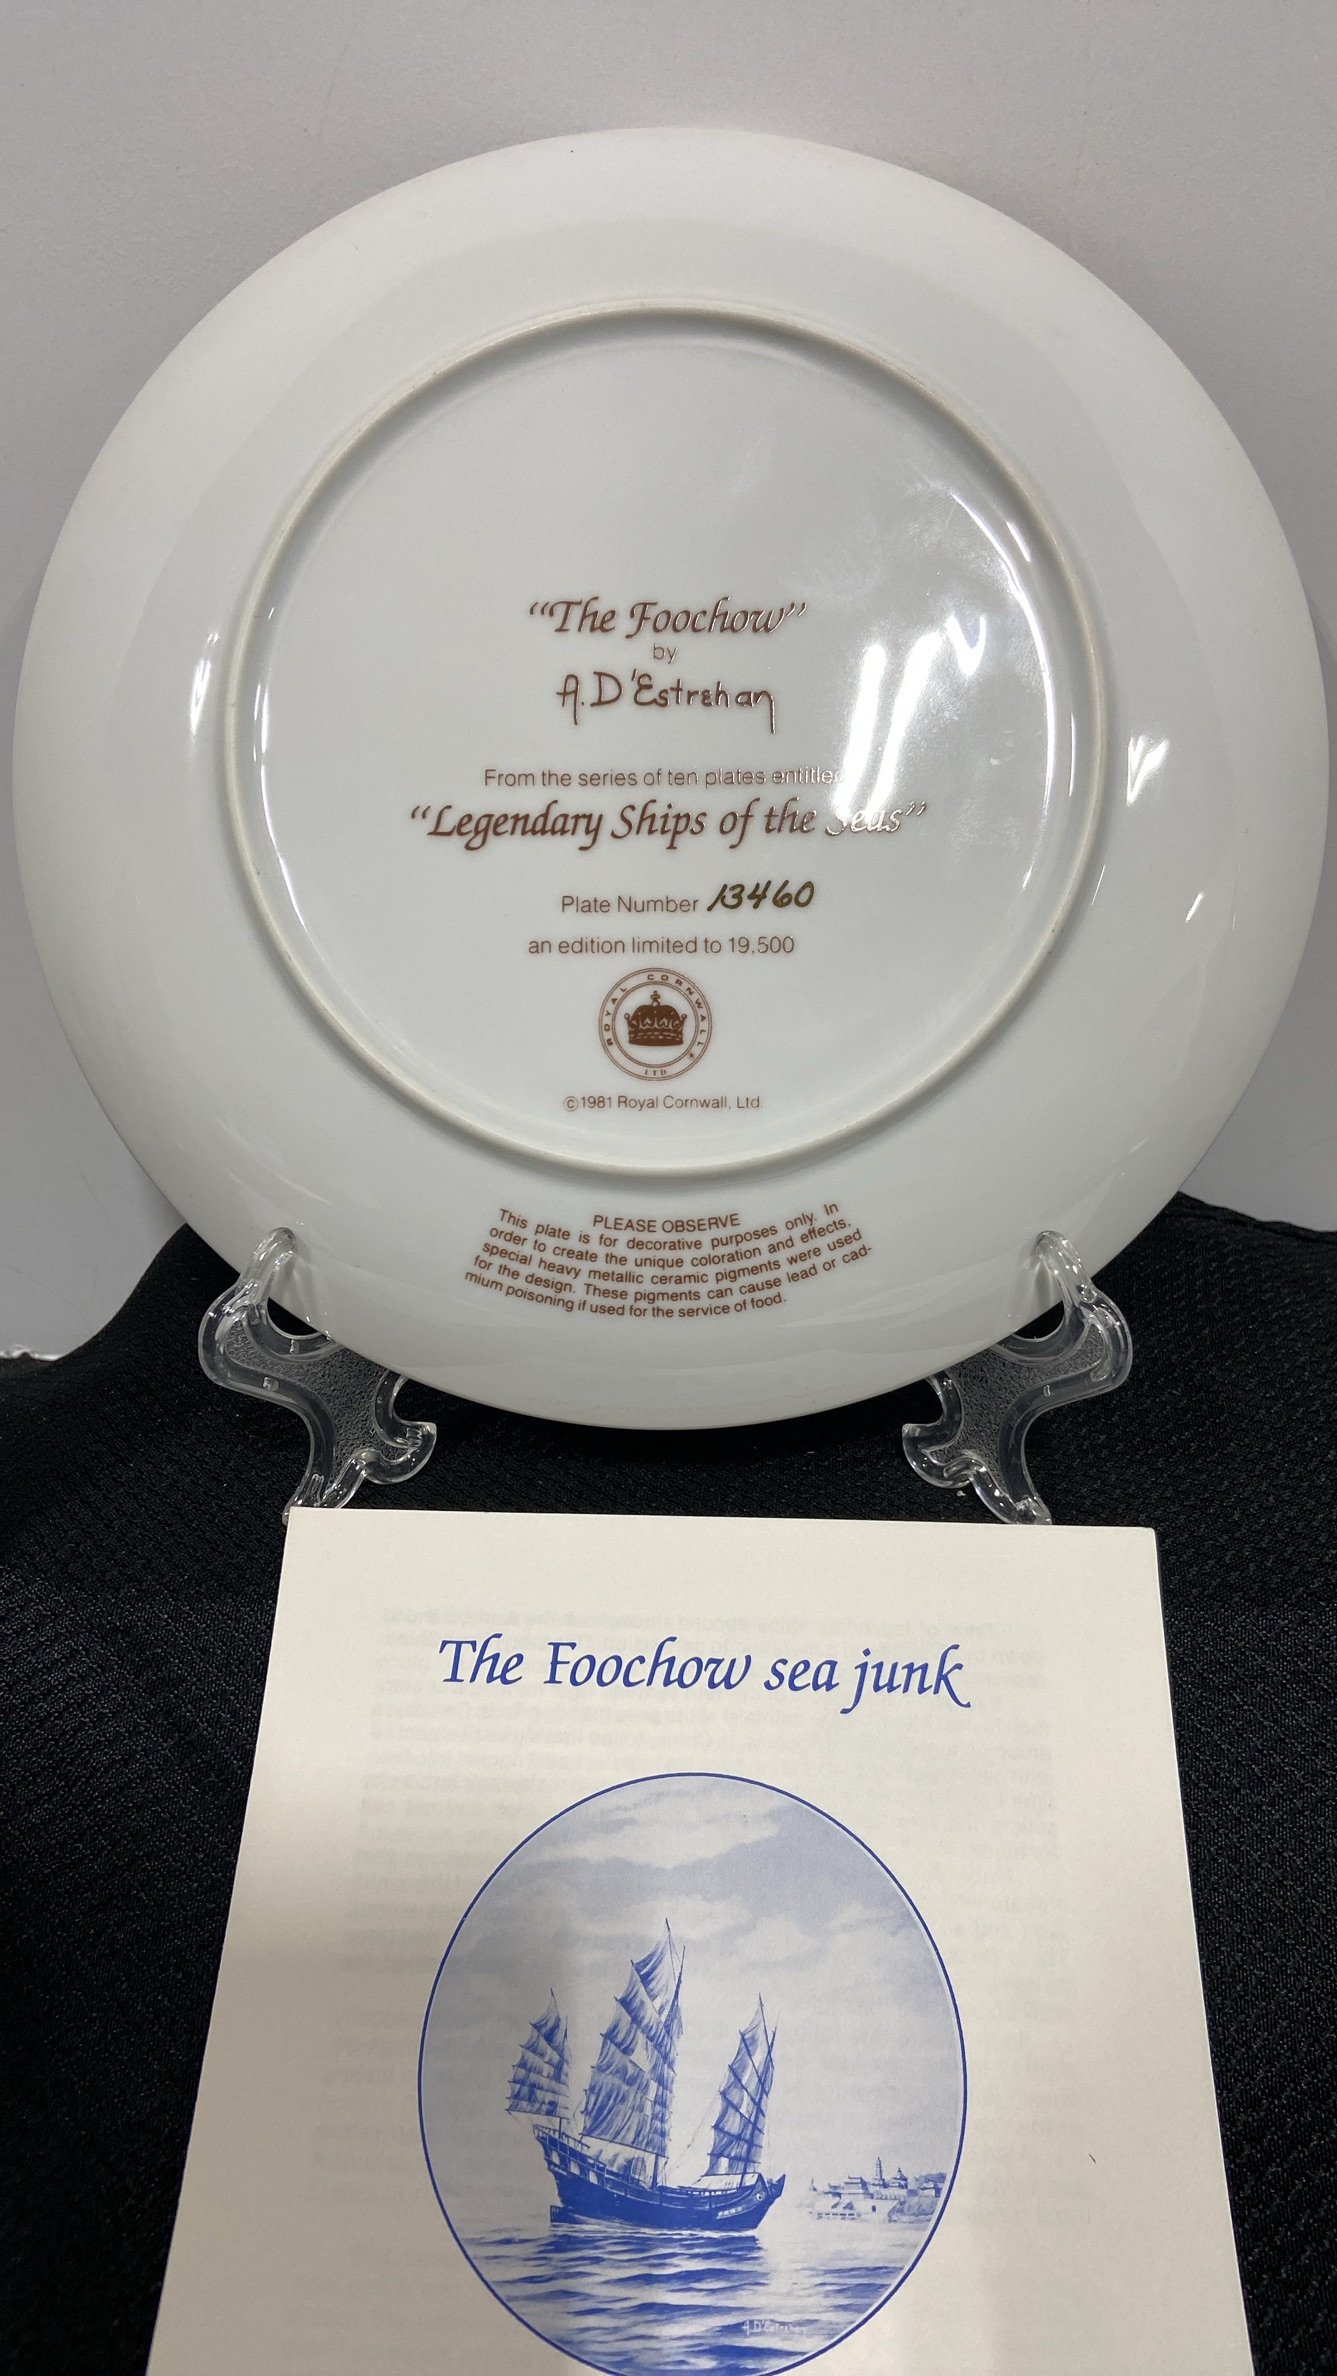 “The Foochow”
by
A. D'Estrehan
From the series of ten plates entitled
“Legendary Ships of the Seas”
Plate Number 13460
an edition limited to 19,500
ROYAL CORNWALL®
LTD
©1981 Royal Cornwall, Ltd.
PLEASE OBSERVE
This plate is for decorative purposes only. In
order to create the unique coloration and effects,
special heavy metallic ceramic pigments were used
for the design. These pigments can cause lead or cad-
mium poisoning if used for the service of food.
The Foochow sea junk
A D'Estrehan